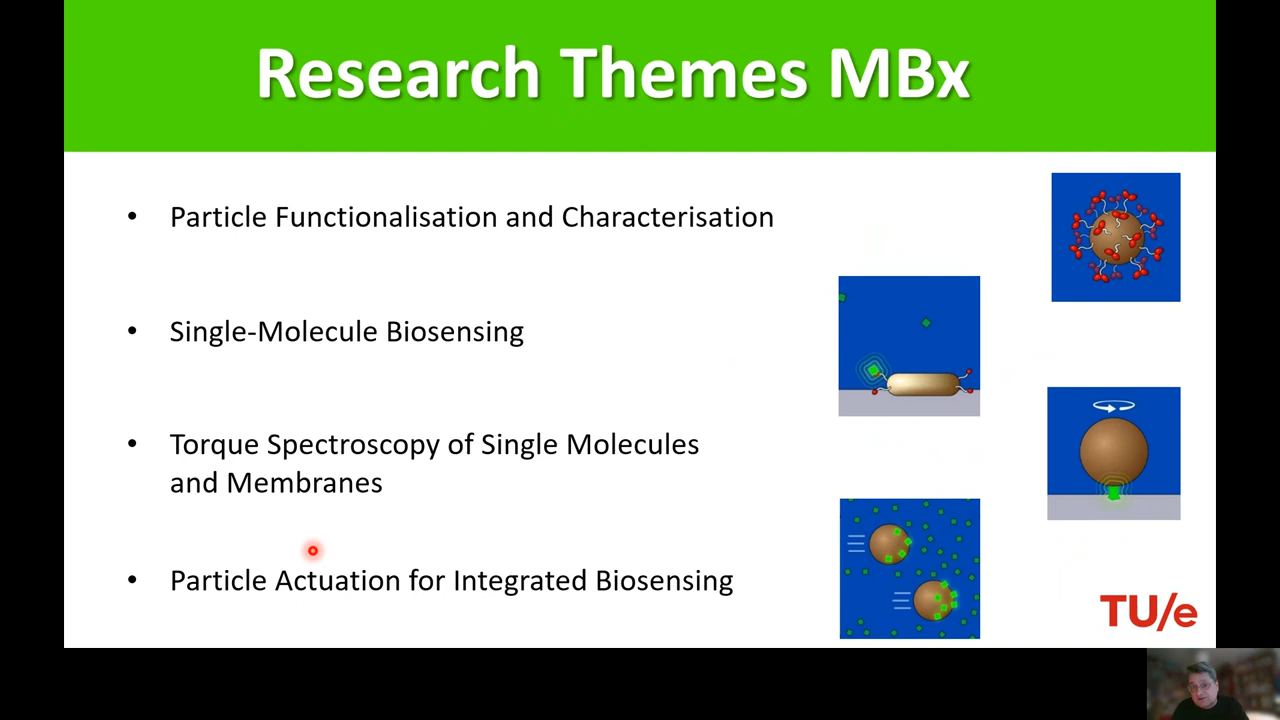 Research Themes MBx
• Particle Functionalisation and Characterisation
• Single-Molecule Biosensing
• Torque Spectroscopy of Single Molecules
and Membranes
• Particle Actuation for Integrated Biosensing
TU/e